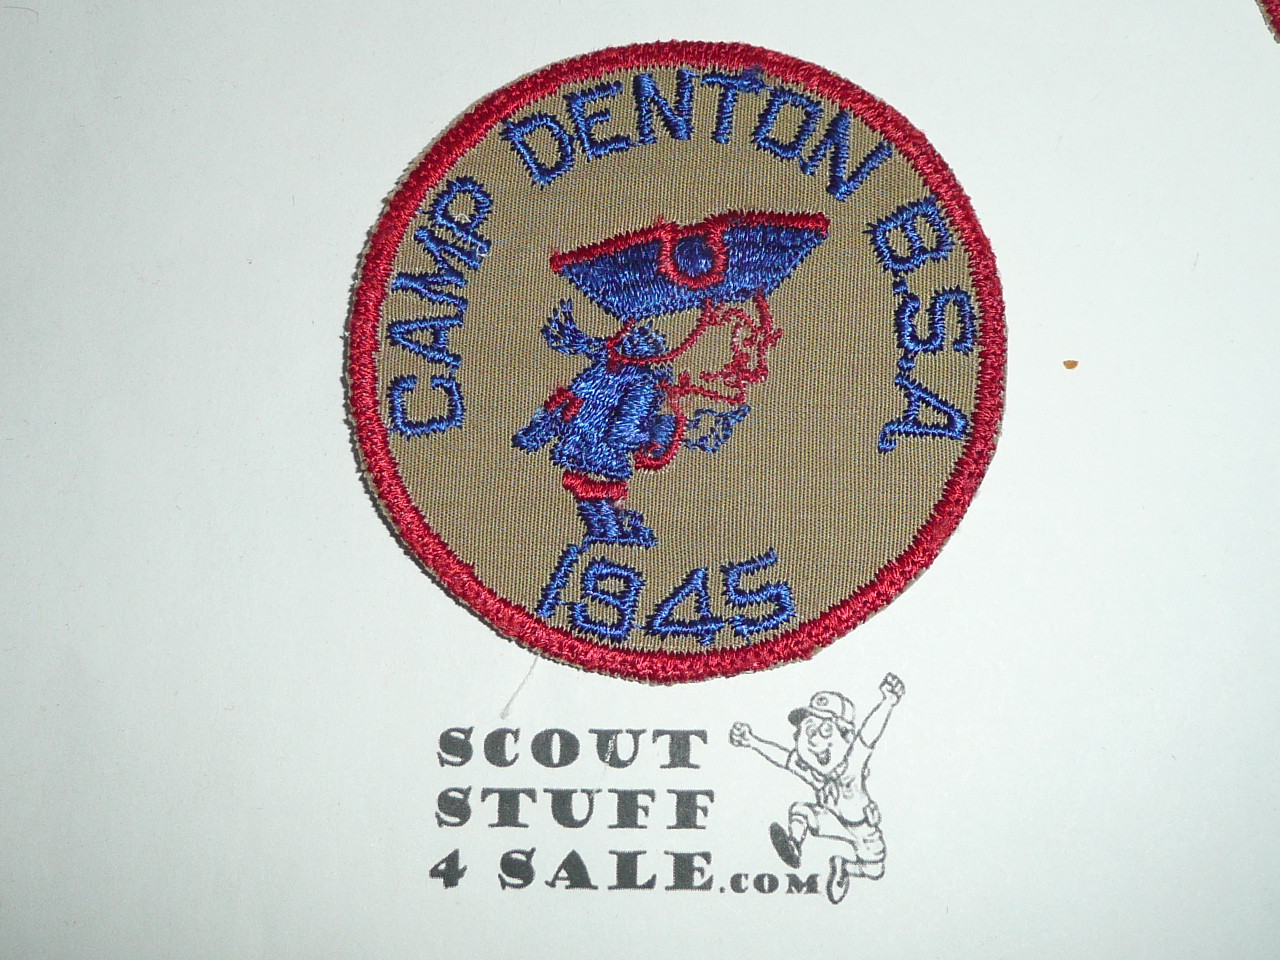 CAMP DENTON B.S.A.
1945
SCOUT
STUFF
4 SALE.COM